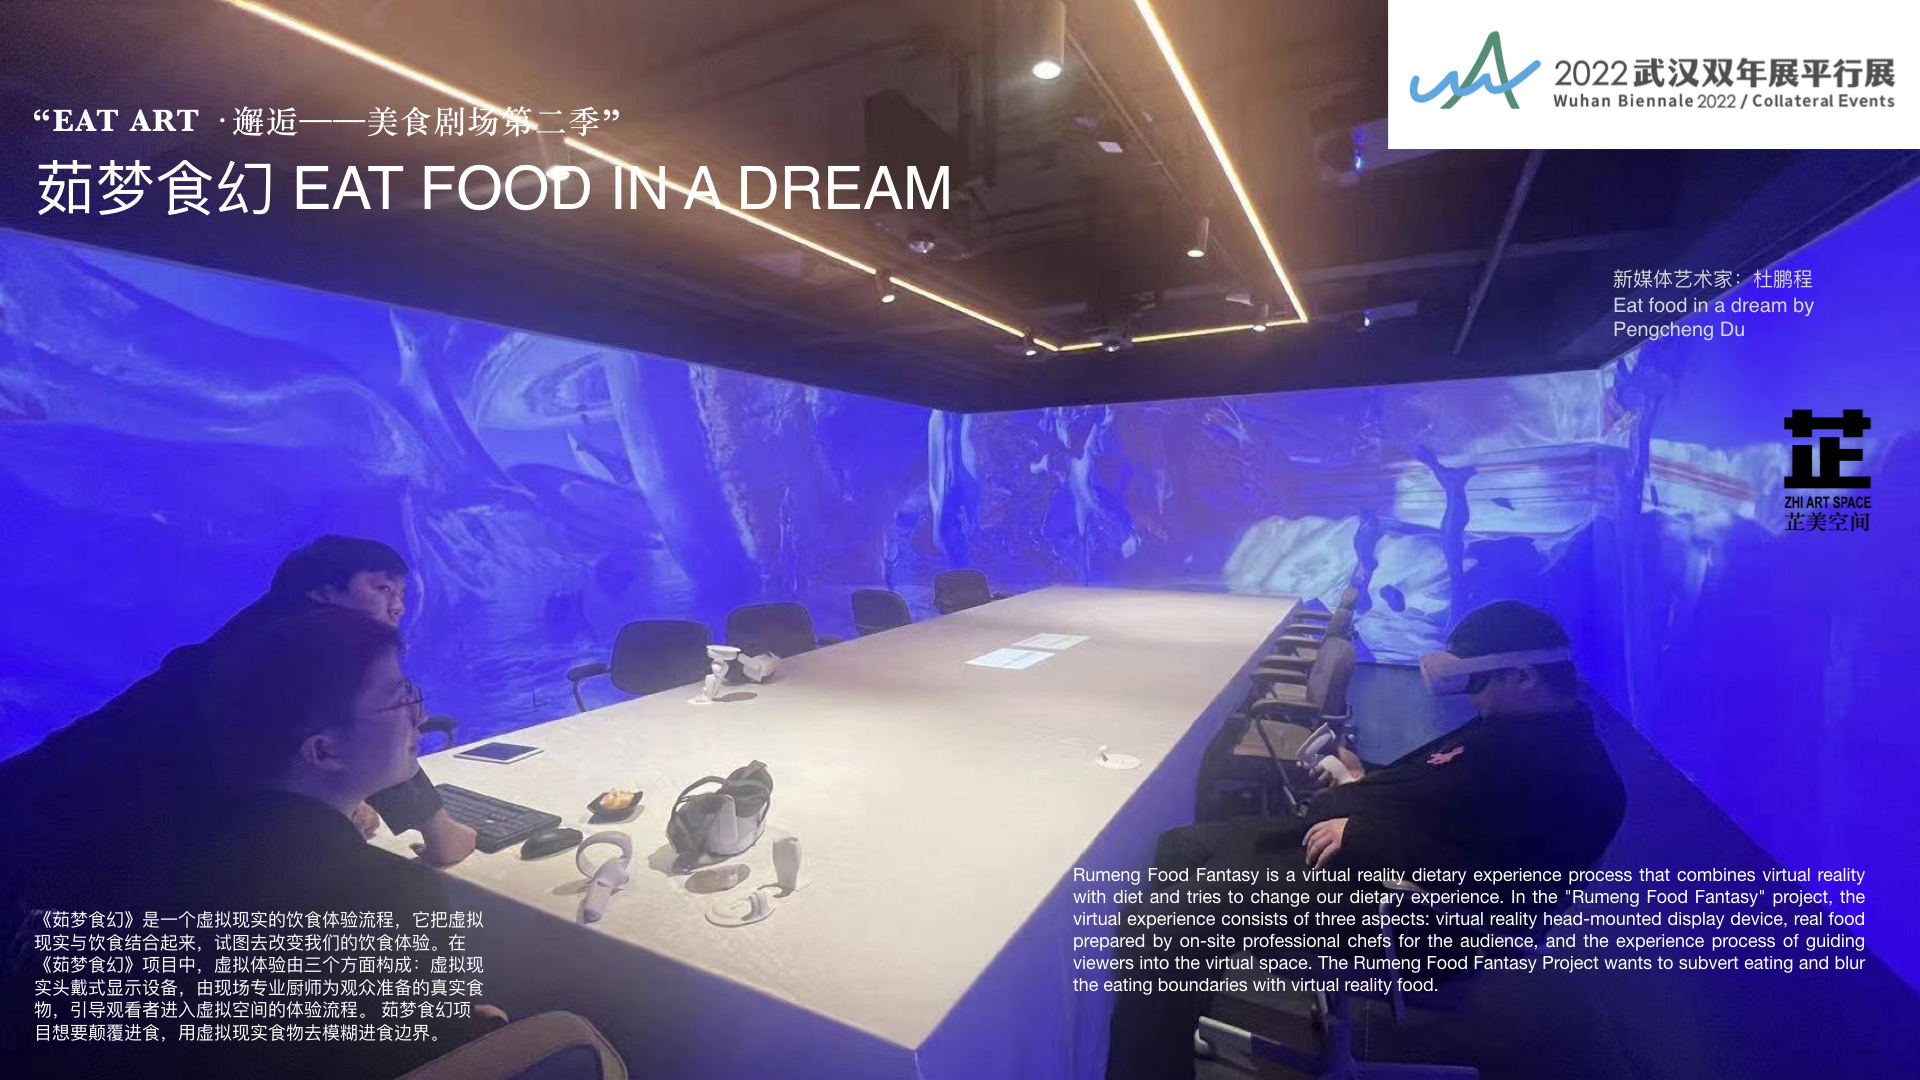 2022武汉双年展平行展
Wuhan Biennale 2022 / Collateral Events
“EAT ART ·邂逅——美食剧场第二季”
茹梦食幻 EAT FOOD IN A DREAM
新媒体艺术家：杜鹏程
Eat food in a dream by
Pengcheng Du
芷
ZHI ART SPACE
芷美空间
《茹梦食幻》是一个虚拟现实的饮食体验流程，它把虚拟
现实与饮食结合起来，试图去改变我们的饮食体验。在
《茹梦食幻》项目中，虚拟体验由三个方面构成：虚拟现
实头戴式显示设备，由现场专业厨师为观众准备的真实食
物，引导观看者进入虚拟空间的体验流程。 茹梦食幻项
目想要颠覆进食，用虚拟现实食物去模糊进食边界。
Rumeng Food Fantasy is a virtual reality dietary experience process that combines virtual reality
with diet and tries to change our dietary experience. In the "Rumeng Food Fantasy" project, the
virtual experience consists of three aspects: virtual reality head-mounted display device, real food
prepared by on-site professional chefs for the audience, and the experience process of guiding
viewers into the virtual space. The Rumeng Food Fantasy Project wants to subvert eating and blur
the eating boundaries with virtual reality food.